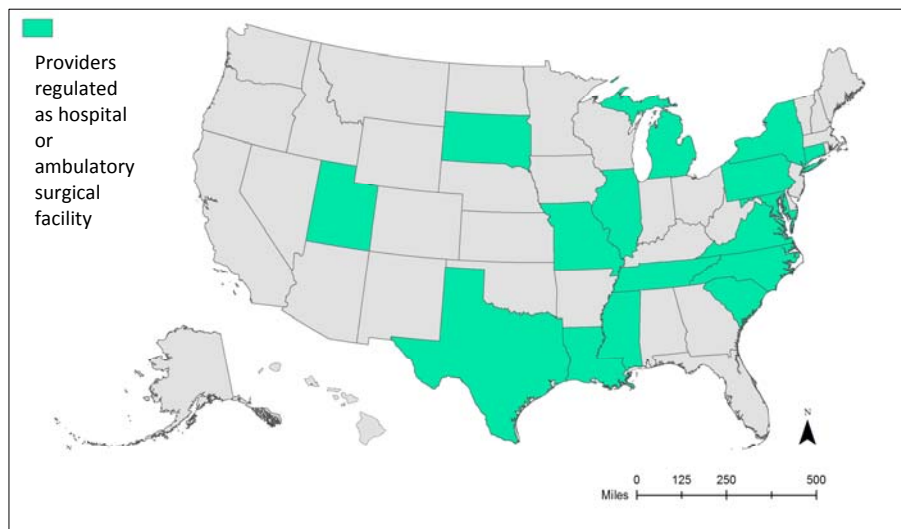 Providers
regulated
as hospital
or
ambulatory
surgical
facility
N
0 125 250 500
Miles